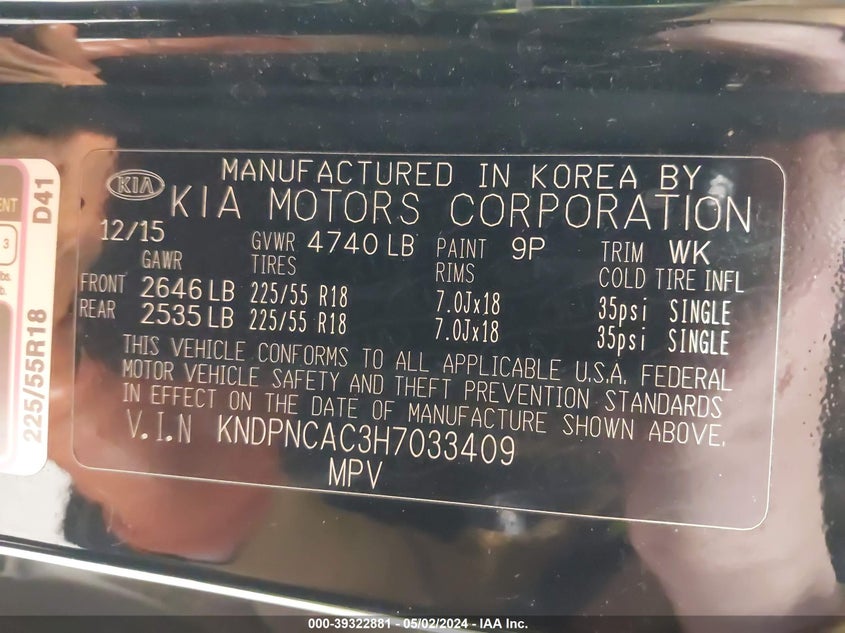 KIA
MANUFACTURED IN KOREA BY
KIA MOTORS CORPORATION
12/15 GVWR 4740 LB PAINT 9P TRIM WK
GAWR TIRES RIMS COLD TIRE INFL
FRONT 2646 LB 225/55 R18 7.0Jx18 35psi SINGLE
REAR 2535 LB 225/55 R18 7.0Jx18 35psi SINGLE
THIS VEHICLE CONFORMS TO ALL APPLICABLE U.S.A. FEDERAL
MOTOR VEHICLE SAFETY AND THEFT PREVENTION STANDARDS
IN EFFECT ON THE DATE OF MANUFACTURE SHOWN ABOVE.
V.I.N KNDPNCAC3H7033409
MPV
D41
3
225/55R18
000-39322881 - 05/02/2024 - IAA Inc.